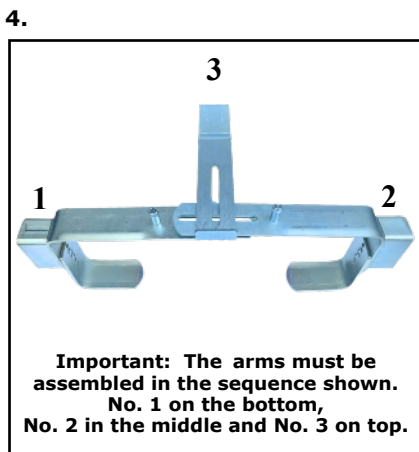 4.
3
1 2
Important: The arms must be
assembled in the sequence shown.
No. 1 on the bottom,
No. 2 in the middle and No. 3 on top.